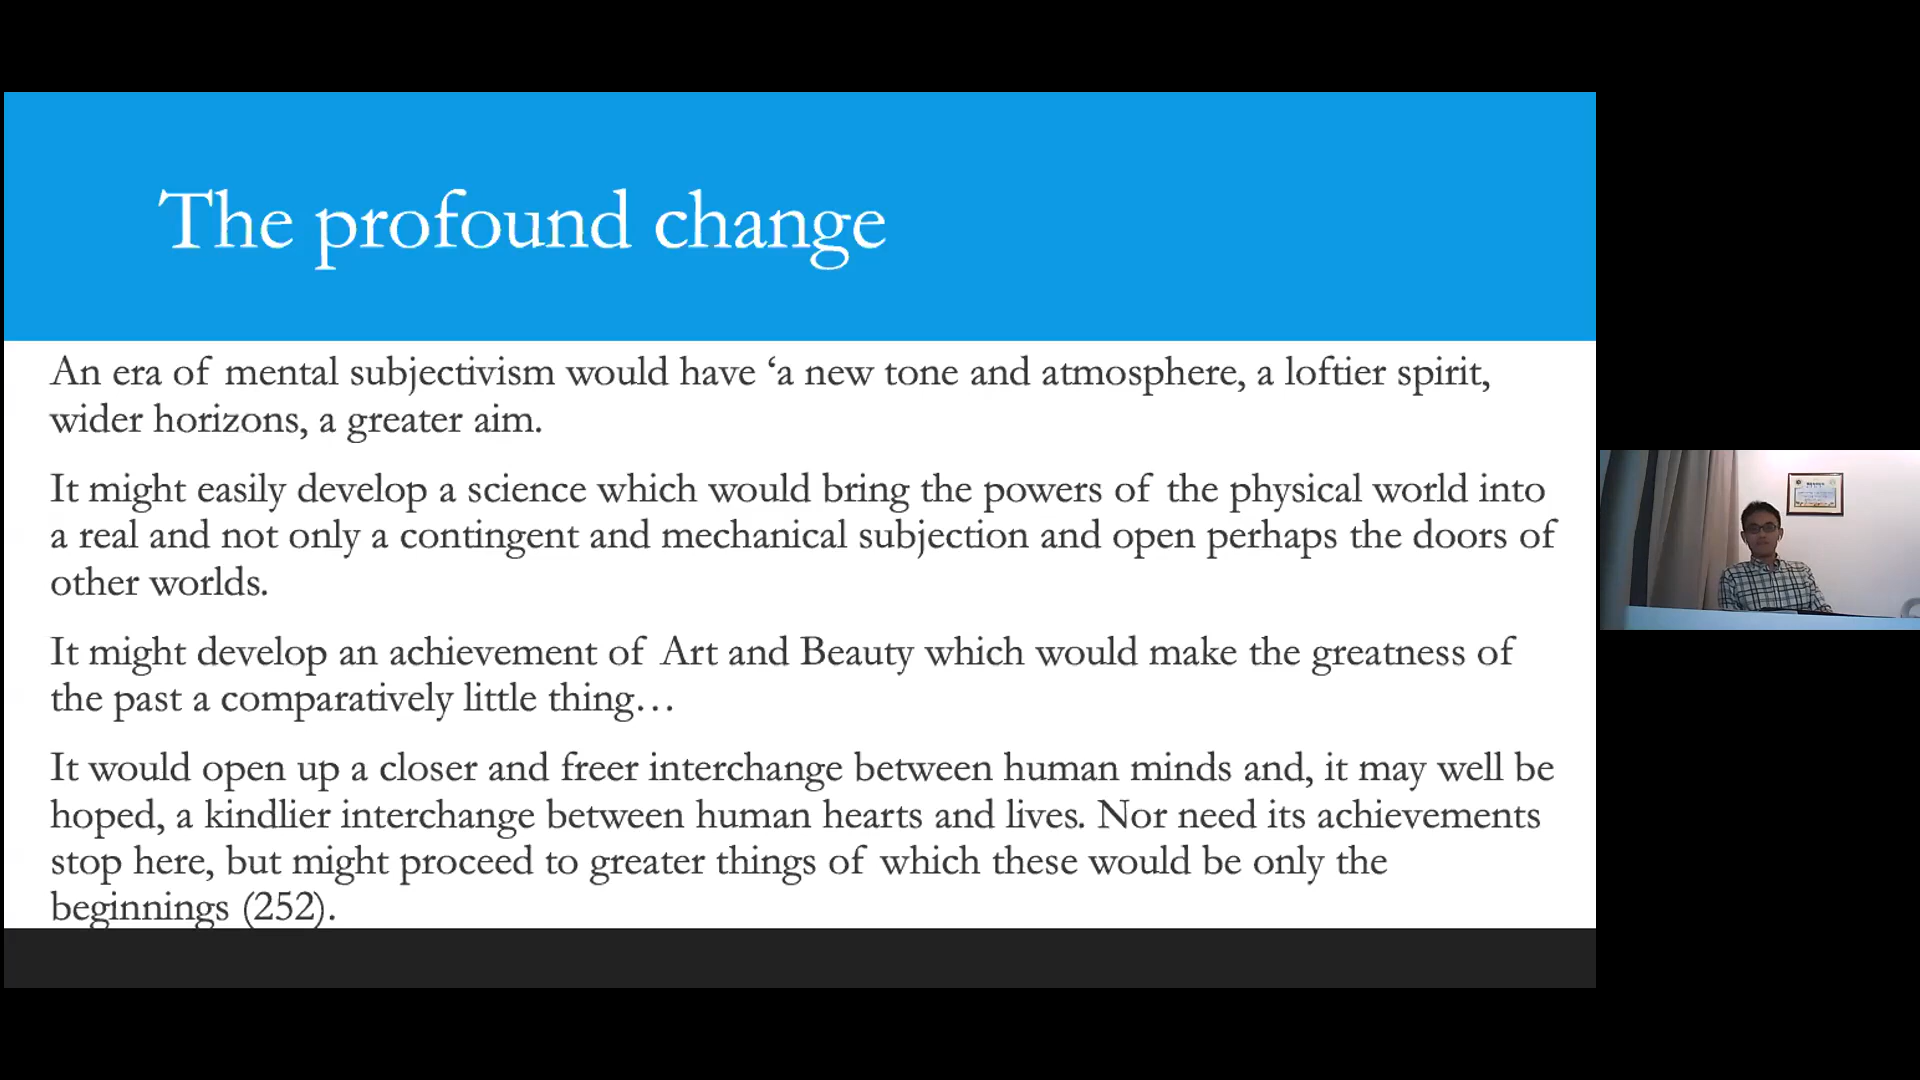 The profound change
An era of mental subjectivism would have ‘a new tone and atmosphere, a loftier spirit,
wider horizons, a greater aim.
It might easily develop a science which would bring the powers of the physical world into
a real and not only a contingent and mechanical subjection and open perhaps the doors of
other worlds.
It might develop an achievement of Art and Beauty which would make the greatness of
the past a comparatively little thing…
It would open up a closer and freer interchange between human minds and, it may well be
hoped, a kindlier interchange between human hearts and lives. Nor need its achievements
stop here, but might proceed to greater things of which these would be only the
beginnings (252).